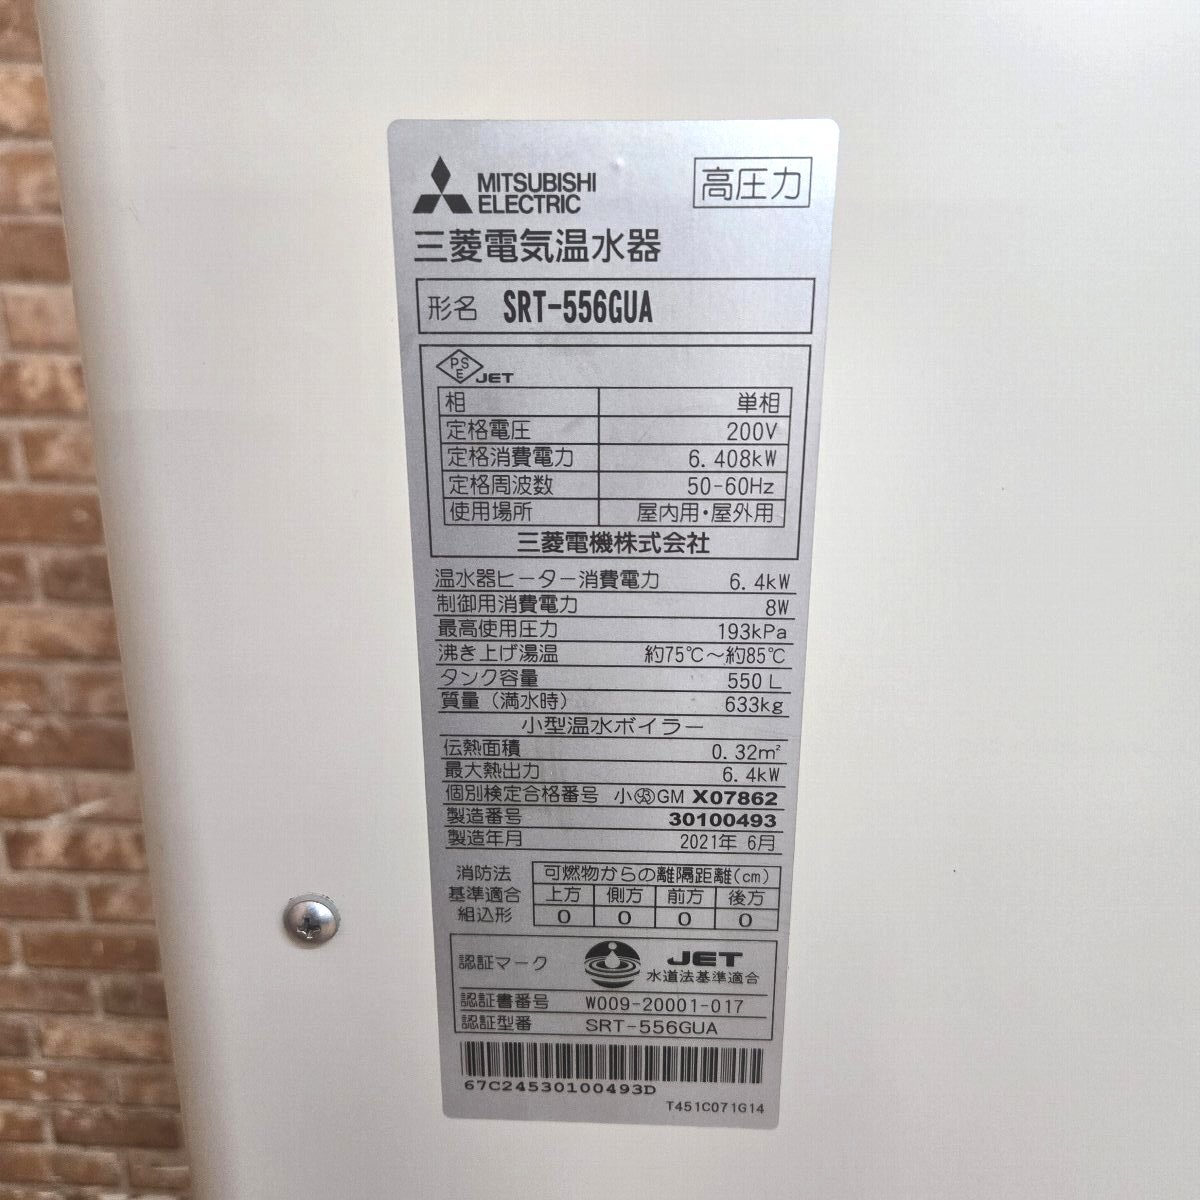 MITSUBISHI
ELECTRIC
高圧力
三菱電気温水器
形名 SRT-556GUA
PSE JET
相 単相
定格電圧 200V
定格消費電力 6.408kW
定格周波数 50-60Hz
使用場所 屋内用・屋外用
三菱電機株式会社
温水器ヒーター消費電力 6.4kW
制御用消費電力 8W
最高使用圧力 193kPa
沸き上げ湯温 約75℃～約85℃
タンク容量 550L
質量（満水時） 633kg
小型温水ボイラー
伝熱面積 0.32m²
最大熱出力 6.4kW
個別検定合格番号 小 GM X07862
製造番号 30100493
製造年月 2021年 6月
消防法 可燃物からの離隔距離(cm)
基準適合 上方 側方 前方 後方
組込形 0 0 0 0
認証マーク JET
水道法基準適合
認証書番号 W009-20001-017
認証型番 SRT-556GUA
67C24530100493D
T451C071G14